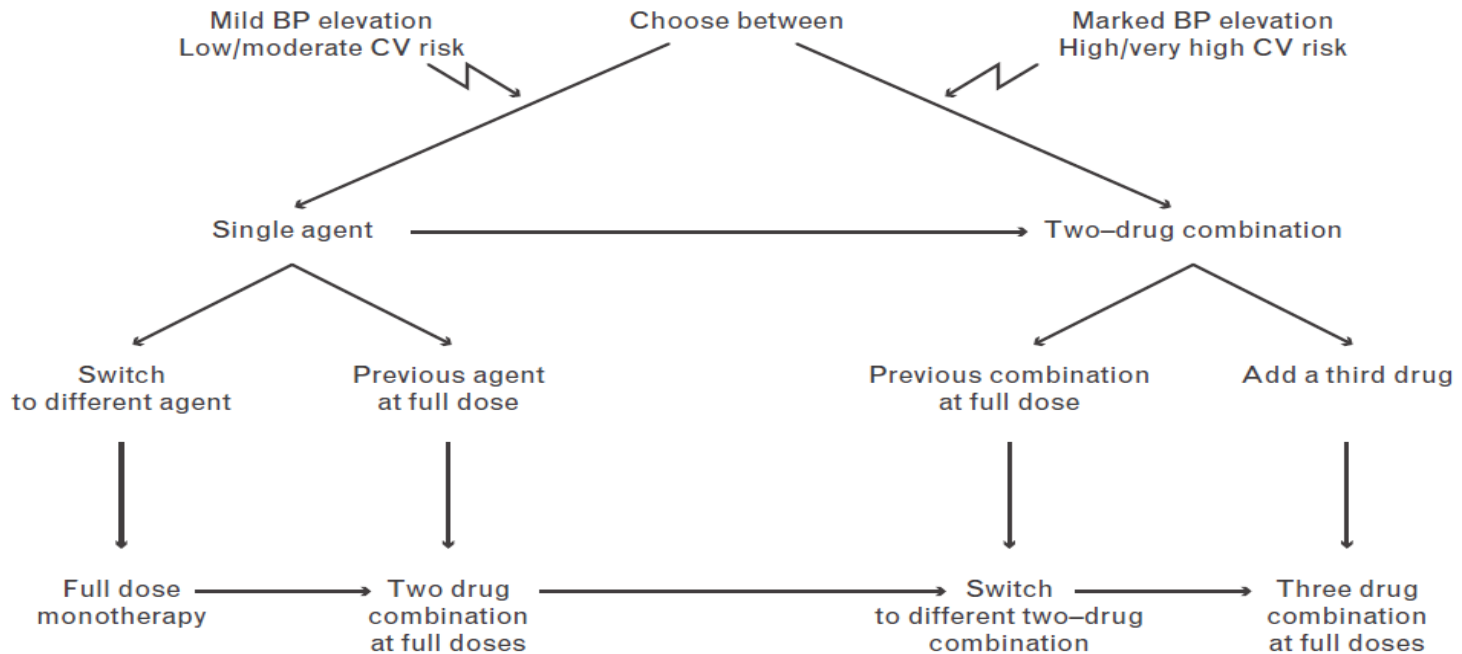 Mild BP elevation
Low/moderate CV risk
Choose between
Marked BP elevation
High/very high CV risk
Single agent
Two–drug combination
Switch
to different agent
Previous agent
at full dose
Previous combination
at full dose
Add a third drug
Full dose
monotherapy
Two drug
combination
at full doses
Switch
to different two–drug
combination
Three drug
combination
at full doses